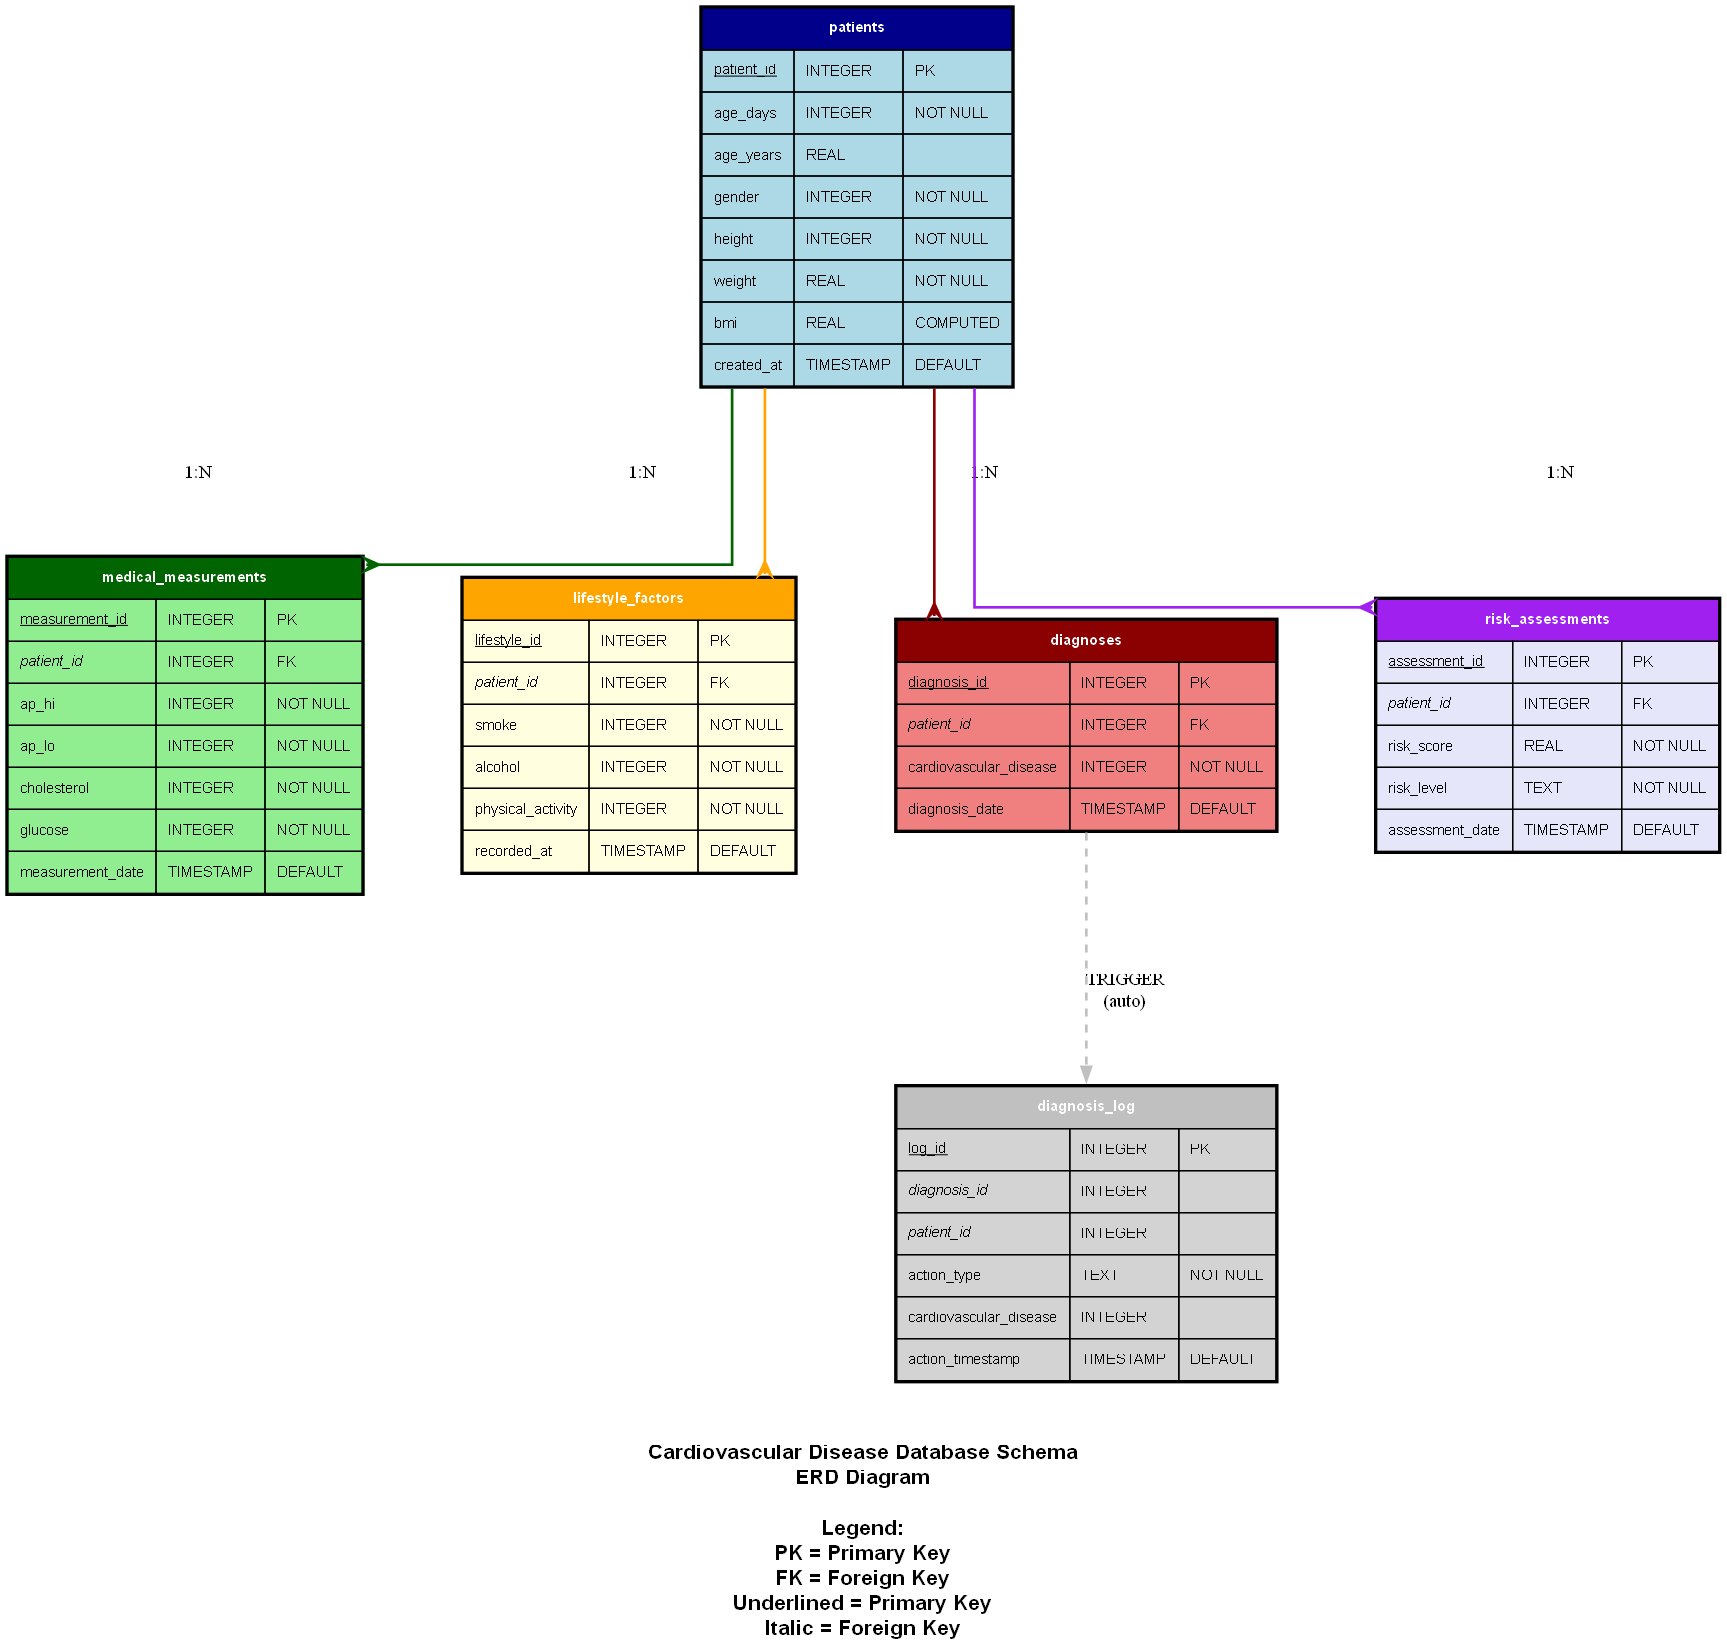 patients
patient_id INTEGER PK
age_days INTEGER NOT NULL
age_years REAL
gender INTEGER NOT NULL
height INTEGER NOT NULL
weight REAL NOT NULL
bmi REAL COMPUTED
created_at TIMESTAMP DEFAULT
1:N 1:N 1:N 1:N
medical_measurements
measurement_id INTEGER PK
patient_id INTEGER FK
ap_hi INTEGER NOT NULL
ap_lo INTEGER NOT NULL
cholesterol INTEGER NOT NULL
glucose INTEGER NOT NULL
measurement_date TIMESTAMP DEFAULT
lifestyle_factors
lifestyle_id INTEGER PK
patient_id INTEGER FK
smoke INTEGER NOT NULL
alcohol INTEGER NOT NULL
physical_activity INTEGER NOT NULL
recorded_at TIMESTAMP DEFAULT
diagnoses
diagnosis_id INTEGER PK
patient_id INTEGER FK
cardiovascular_disease INTEGER NOT NULL
diagnosis_date TIMESTAMP DEFAULT
risk_assessments
assessment_id INTEGER PK
patient_id INTEGER FK
risk_score REAL NOT NULL
risk_level TEXT NOT NULL
assessment_date TIMESTAMP DEFAULT
TRIGGER
(auto)
diagnosis_log
log_id INTEGER PK
diagnosis_id INTEGER
patient_id INTEGER
action_type TEXT NOT NULL
cardiovascular_disease INTEGER
action_timestamp TIMESTAMP DEFAULT
Cardiovascular Disease Database Schema
ERD Diagram
Legend:
PK = Primary Key
FK = Foreign Key
Underlined = Primary Key
Italic = Foreign Key